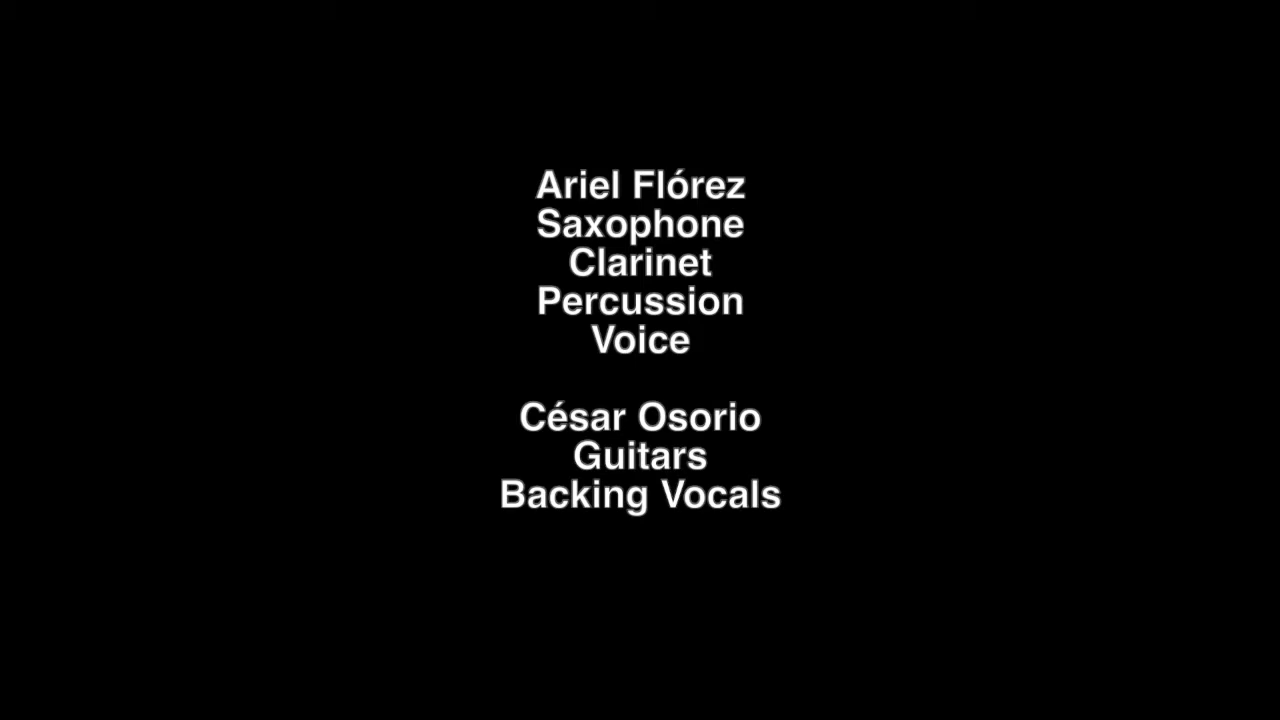 Ariel Flórez
Saxophone
Clarinet
Percussion
Voice
César Osorio
Guitars
Backing Vocals